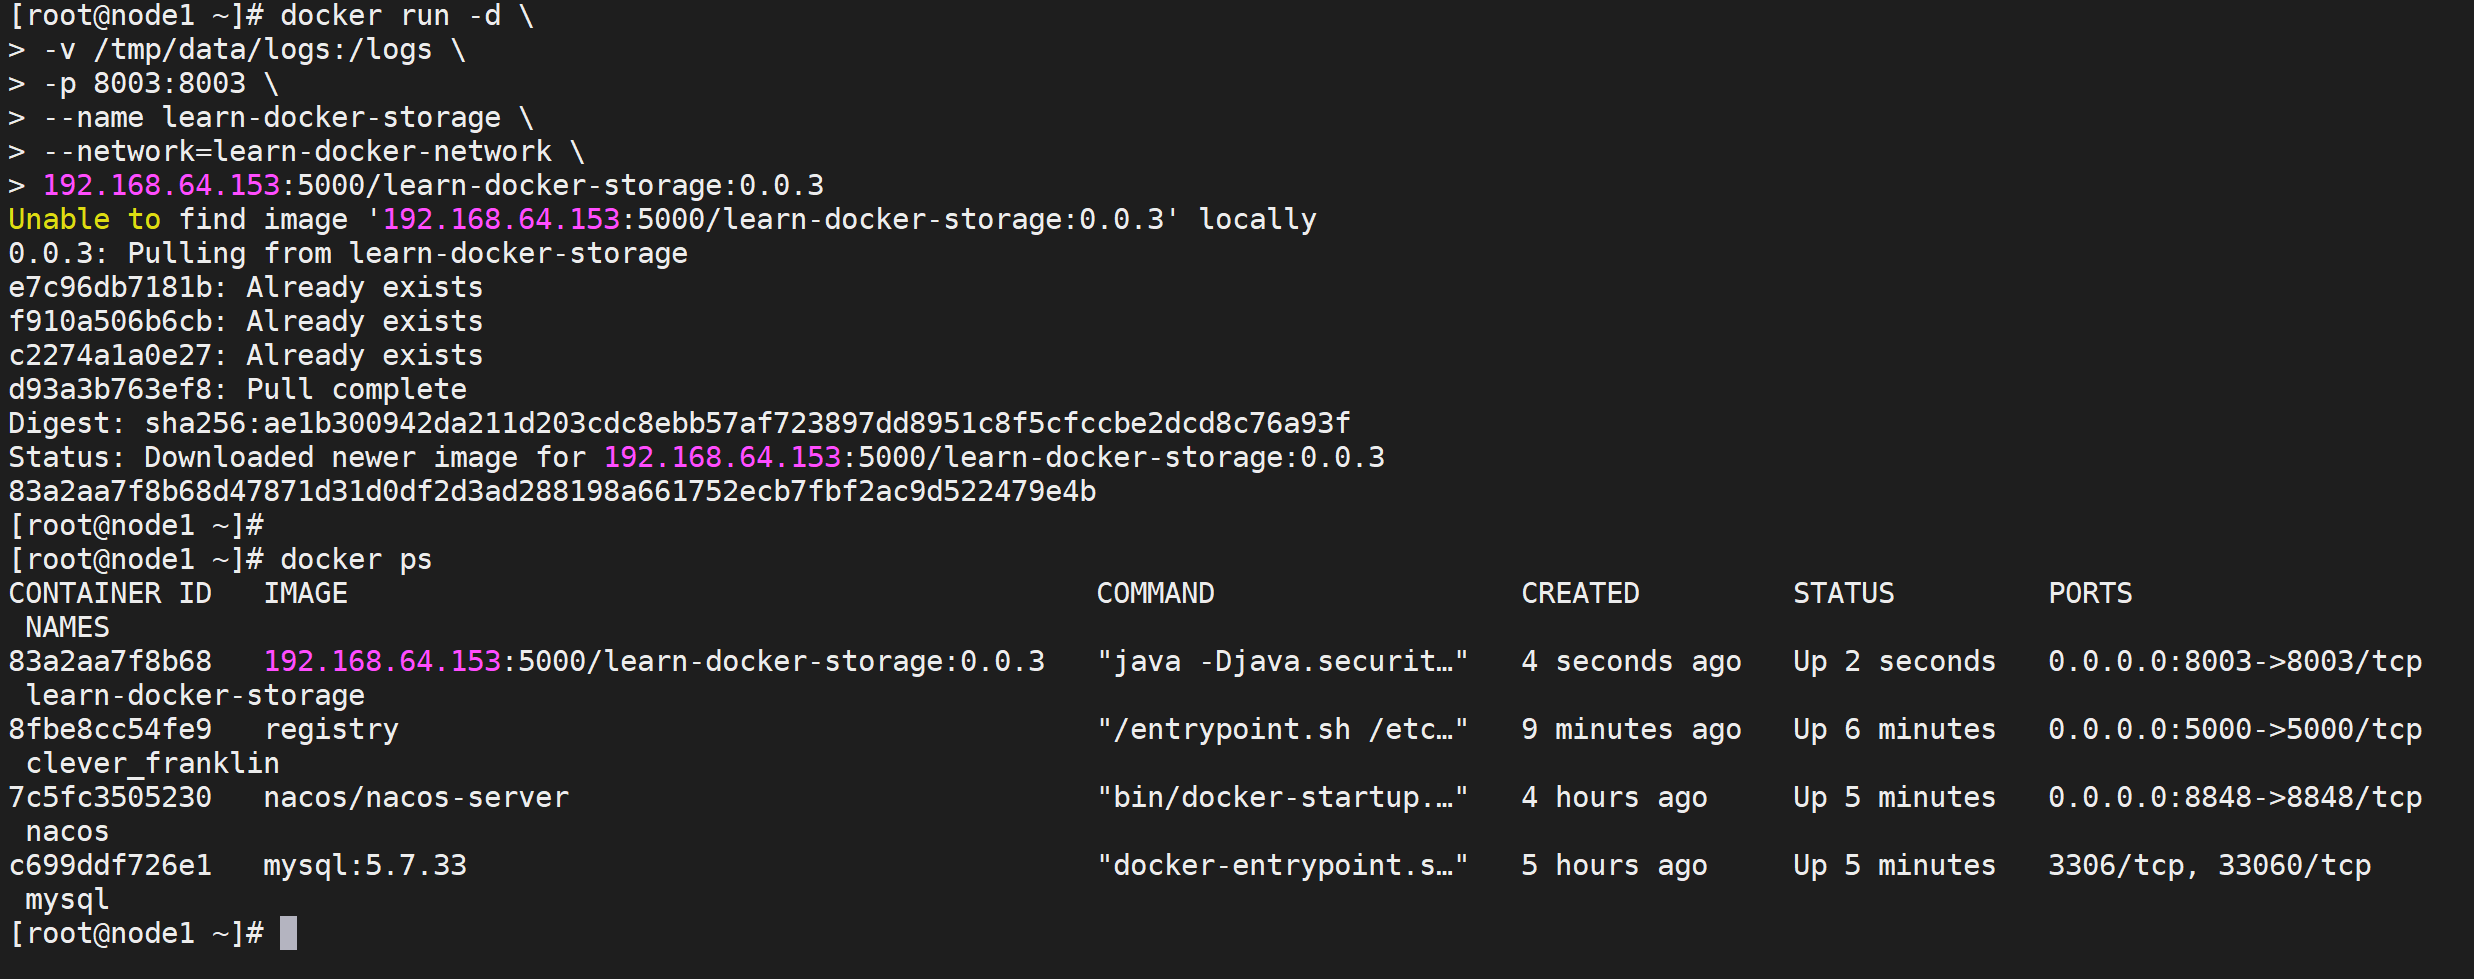 [root@node1 ~]# docker run -d \
> -v /tmp/data/logs:/logs \
> -p 8003:8003 \
> --name learn-docker-storage \
> --network=learn-docker-network \
> 192.168.64.153:5000/learn-docker-storage:0.0.3
Unable to find image '192.168.64.153:5000/learn-docker-storage:0.0.3' locally
0.0.3: Pulling from learn-docker-storage
e7c96db7181b: Already exists
f910a506b6cb: Already exists
c2274a1a0e27: Already exists
d93a3b763ef8: Pull complete
Digest: sha256:ae1b300942da211d203cdc8ebb57af723897dd8951c8f5cfccbe2dcd8c76a93f
Status: Downloaded newer image for 192.168.64.153:5000/learn-docker-storage:0.0.3
83a2aa7f8b68d47871d31d0df2d3ad288198a661752ecb7fbf2ac9d522479e4b
[root@node1 ~]#
[root@node1 ~]# docker ps
CONTAINER ID   IMAGE                                            COMMAND                  CREATED         STATUS         PORTS
 NAMES
83a2aa7f8b68   192.168.64.153:5000/learn-docker-storage:0.0.3   "java -Djava.securit…"   4 seconds ago   Up 2 seconds   0.0.0.0:8003->8003/tcp
 learn-docker-storage
8fbe8cc54fe9   registry                                         "/entrypoint.sh /etc…"   9 minutes ago   Up 6 minutes   0.0.0.0:5000->5000/tcp
 clever_franklin
7c5fc3505230   nacos/nacos-server                               "bin/docker-startup.…"   4 hours ago     Up 5 minutes   0.0.0.0:8848->8848/tcp
 nacos
c699ddf726e1   mysql:5.7.33                                     "docker-entrypoint.s…"   5 hours ago     Up 5 minutes   3306/tcp, 33060/tcp
 mysql
[root@node1 ~]#